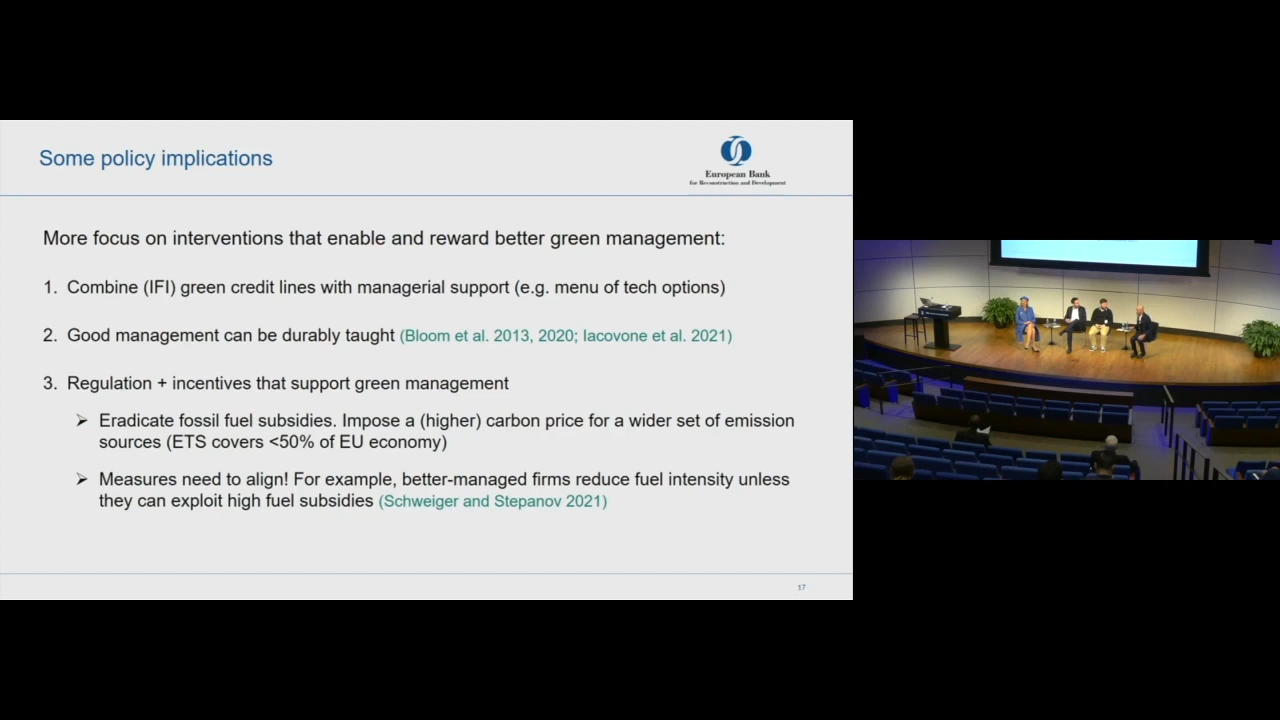 Some policy implications
European Bank
for Reconstruction and Development
More focus on interventions that enable and reward better green management:
1. Combine (IFI) green credit lines with managerial support (e.g. menu of tech options)
2. Good management can be durably taught (Bloom et al. 2013, 2020; Iacovone et al. 2021)
3. Regulation + incentives that support green management
➢ Eradicate fossil fuel subsidies. Impose a (higher) carbon price for a wider set of emission
sources (ETS covers <50% of EU economy)
➢ Measures need to align! For example, better-managed firms reduce fuel intensity unless
they can exploit high fuel subsidies (Schweiger and Stepanov 2021)
17